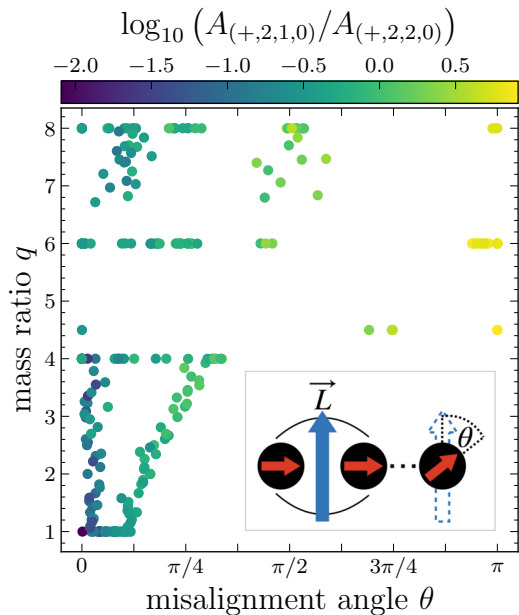 log₁₀ (A₍₊,₂,₁,₀₎/A₍₊,₂,₂,₀₎)
−2.0 −1.5 −1.0 −0.5 0.0 0.5
mass ratio q
8
7
6
5
4
3
2
1
L⃗
θ
0 π/4 π/2 3π/4 π
misalignment angle θ